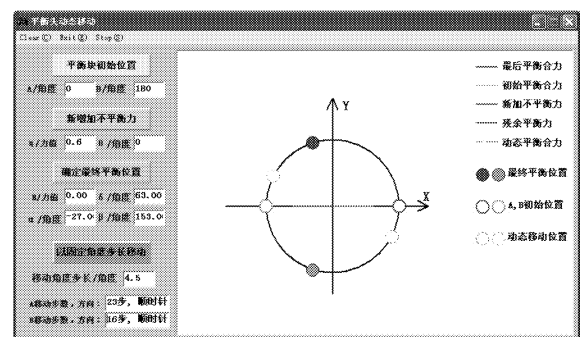 平衡头动态移动
Clear(C) Exit(E) Stop(S)
平衡块初始位置
A/角度 0 B/角度 180
新增加不平衡力
0.6 θ/角度 0
确定最终平衡位置
R/力值 0.00 δ/角度 63.00
α/角度 -27.0 β/角度 153.0
以固定角度步长移动
移动角度步长/角度 4.5
A移动步数,方向: 23步, 顺时针
B移动步数,方向: 16步, 顺时针
Y
X
最后平衡合力
初始平衡合力
新加不平衡力
残余平衡力
动态平衡合力
最终平衡位置
A,B初始位置
动态移动位置